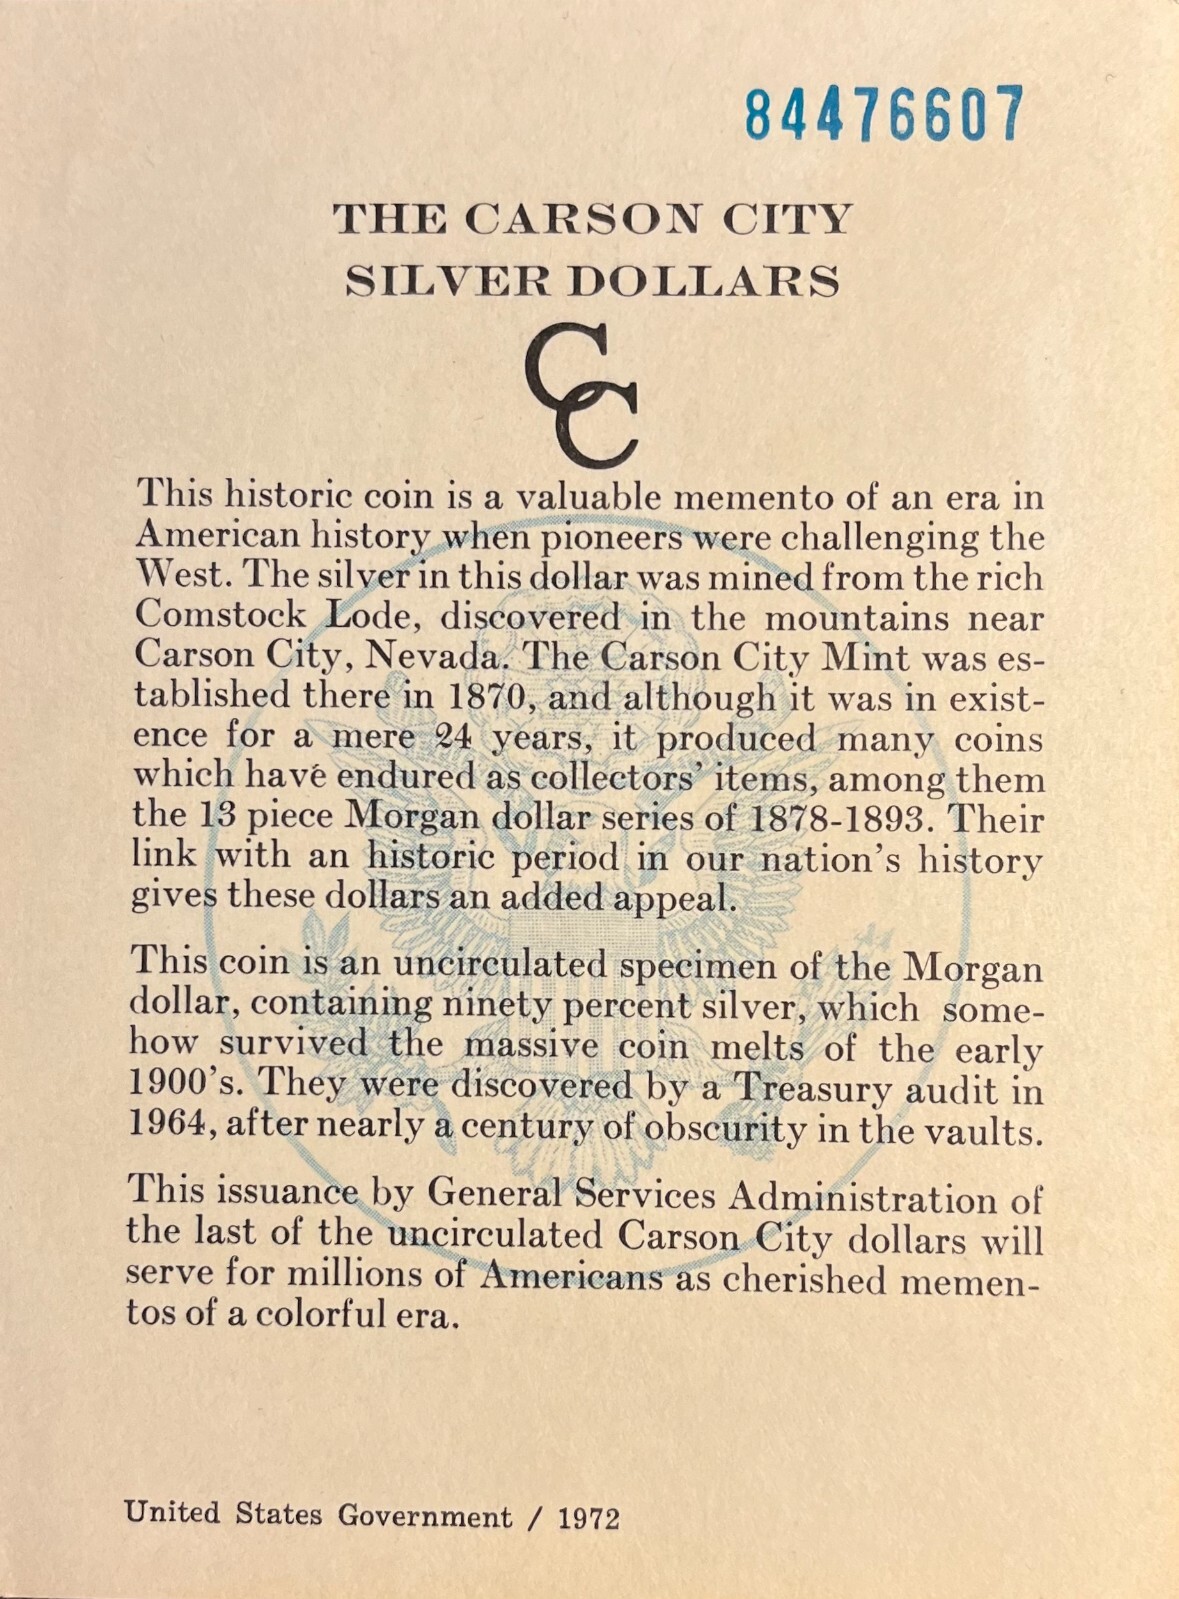 84476607
THE CARSON CITY
SILVER DOLLARS
CC
This historic coin is a valuable memento of an era in
American history when pioneers were challenging the
West. The silver in this dollar was mined from the rich
Comstock Lode, discovered in the mountains near
Carson City, Nevada. The Carson City Mint was es-
tablished there in 1870, and although it was in exist-
ence for a mere 24 years, it produced many coins
which have endured as collectors' items, among them
the 13 piece Morgan dollar series of 1878-1893. Their
link with an historic period in our nation's history
gives these dollars an added appeal.
This coin is an uncirculated specimen of the Morgan
dollar, containing ninety percent silver, which some-
how survived the massive coin melts of the early
1900's. They were discovered by a Treasury audit in
1964, after nearly a century of obscurity in the vaults.
This issuance by General Services Administration of
the last of the uncirculated Carson City dollars will
serve for millions of Americans as cherished memen-
tos of a colorful era.
United States Government / 1972